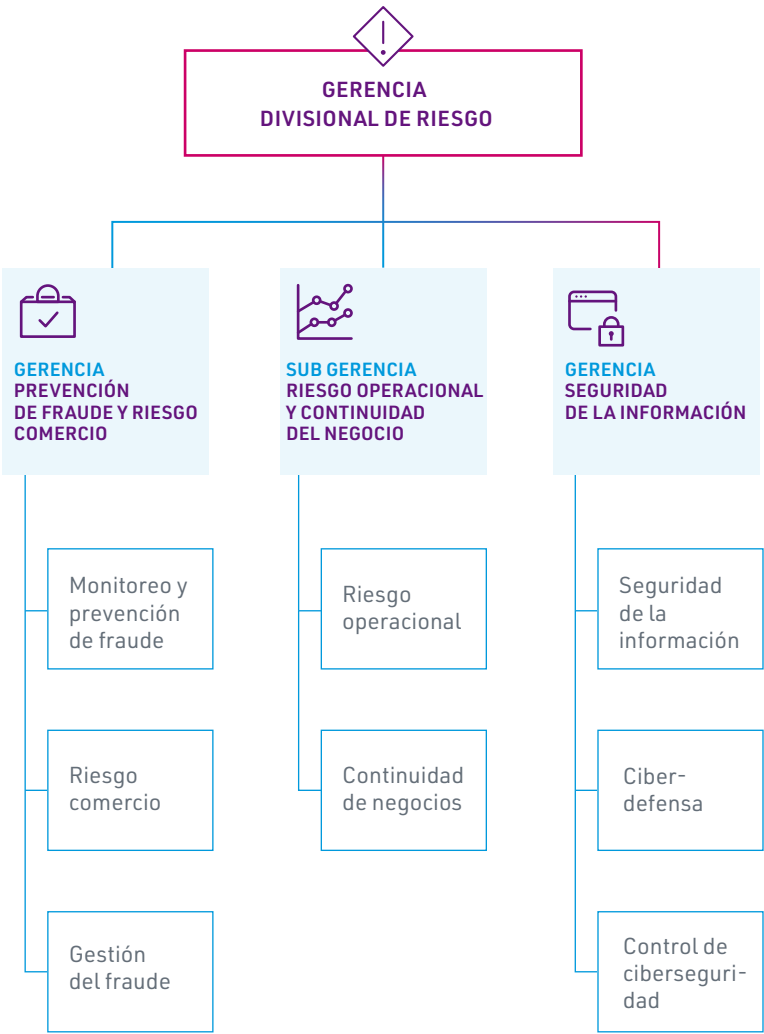 GERENCIA
DIVISIONAL DE RIESGO
GERENCIA
PREVENCIÓN
DE FRAUDE Y RIESGO
COMERCIO
Monitoreo y
prevención
de fraude
Riesgo
comercio
Gestión
del fraude
SUB GERENCIA
RIESGO OPERACIONAL
Y CONTINUIDAD
DEL NEGOCIO
Riesgo
operacional
Continuidad
de negocios
GERENCIA
SEGURIDAD
DE LA INFORMACIÓN
Seguridad
de la
información
Ciber-
defensa
Control de
ciberseguri-
dad